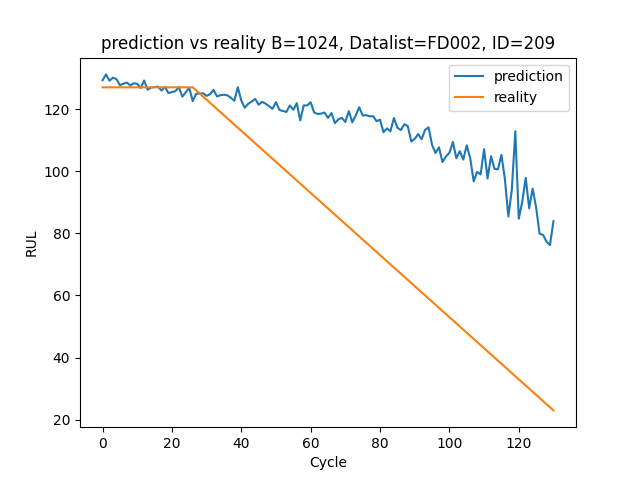 prediction vs reality B=1024, Datalist=FD002, ID=209
prediction
reality
RUL
120
100
80
60
40
20
0 20 40 60 80 100 120
Cycle